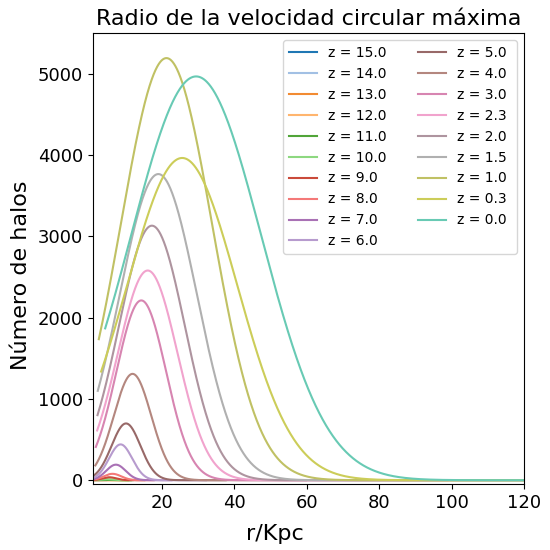 Radio de la velocidad circular máxima
Número de halos
5000
4000
3000
2000
1000
0
z = 15.0
z = 14.0
z = 13.0
z = 12.0
z = 11.0
z = 10.0
z = 9.0
z = 8.0
z = 7.0
z = 6.0
z = 5.0
z = 4.0
z = 3.0
z = 2.3
z = 2.0
z = 1.5
z = 1.0
z = 0.3
z = 0.0
20
40
60
80
100
120
r/Kpc